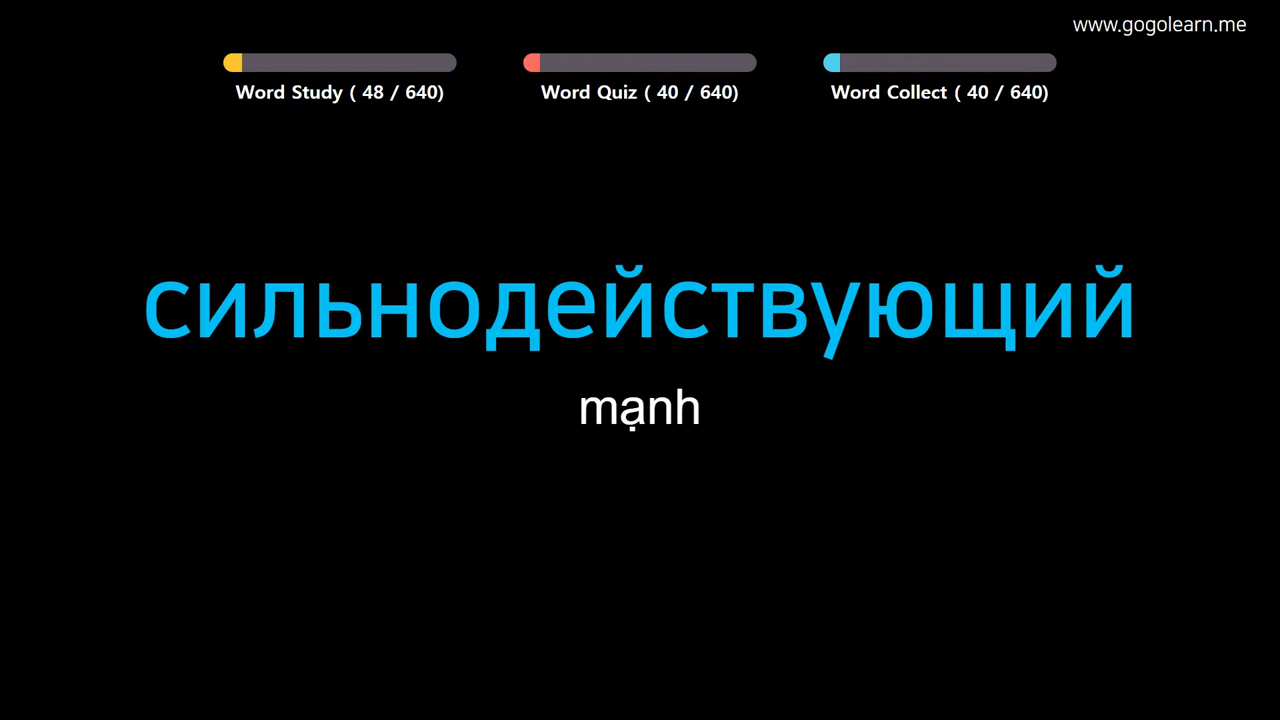 www.gogolearn.me
Word Study ( 48 / 640)
Word Quiz ( 40 / 640)
Word Collect ( 40 / 640)
сильнодействующий
mạnh